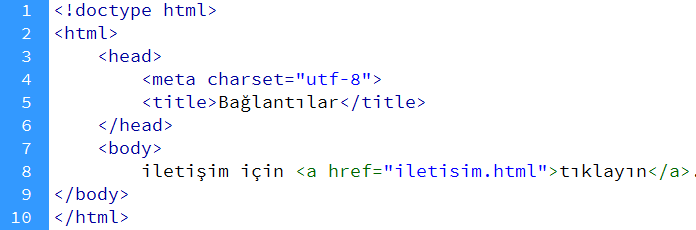 1 <!doctype html>
2 <html>
3 <head>
4 <meta charset="utf-8">
5 <title>Bağlantılar</title>
6 </head>
7 <body>
8 iletişim için <a href="iletisim.html">tıklayın</a>.
9 </body>
10 </html>